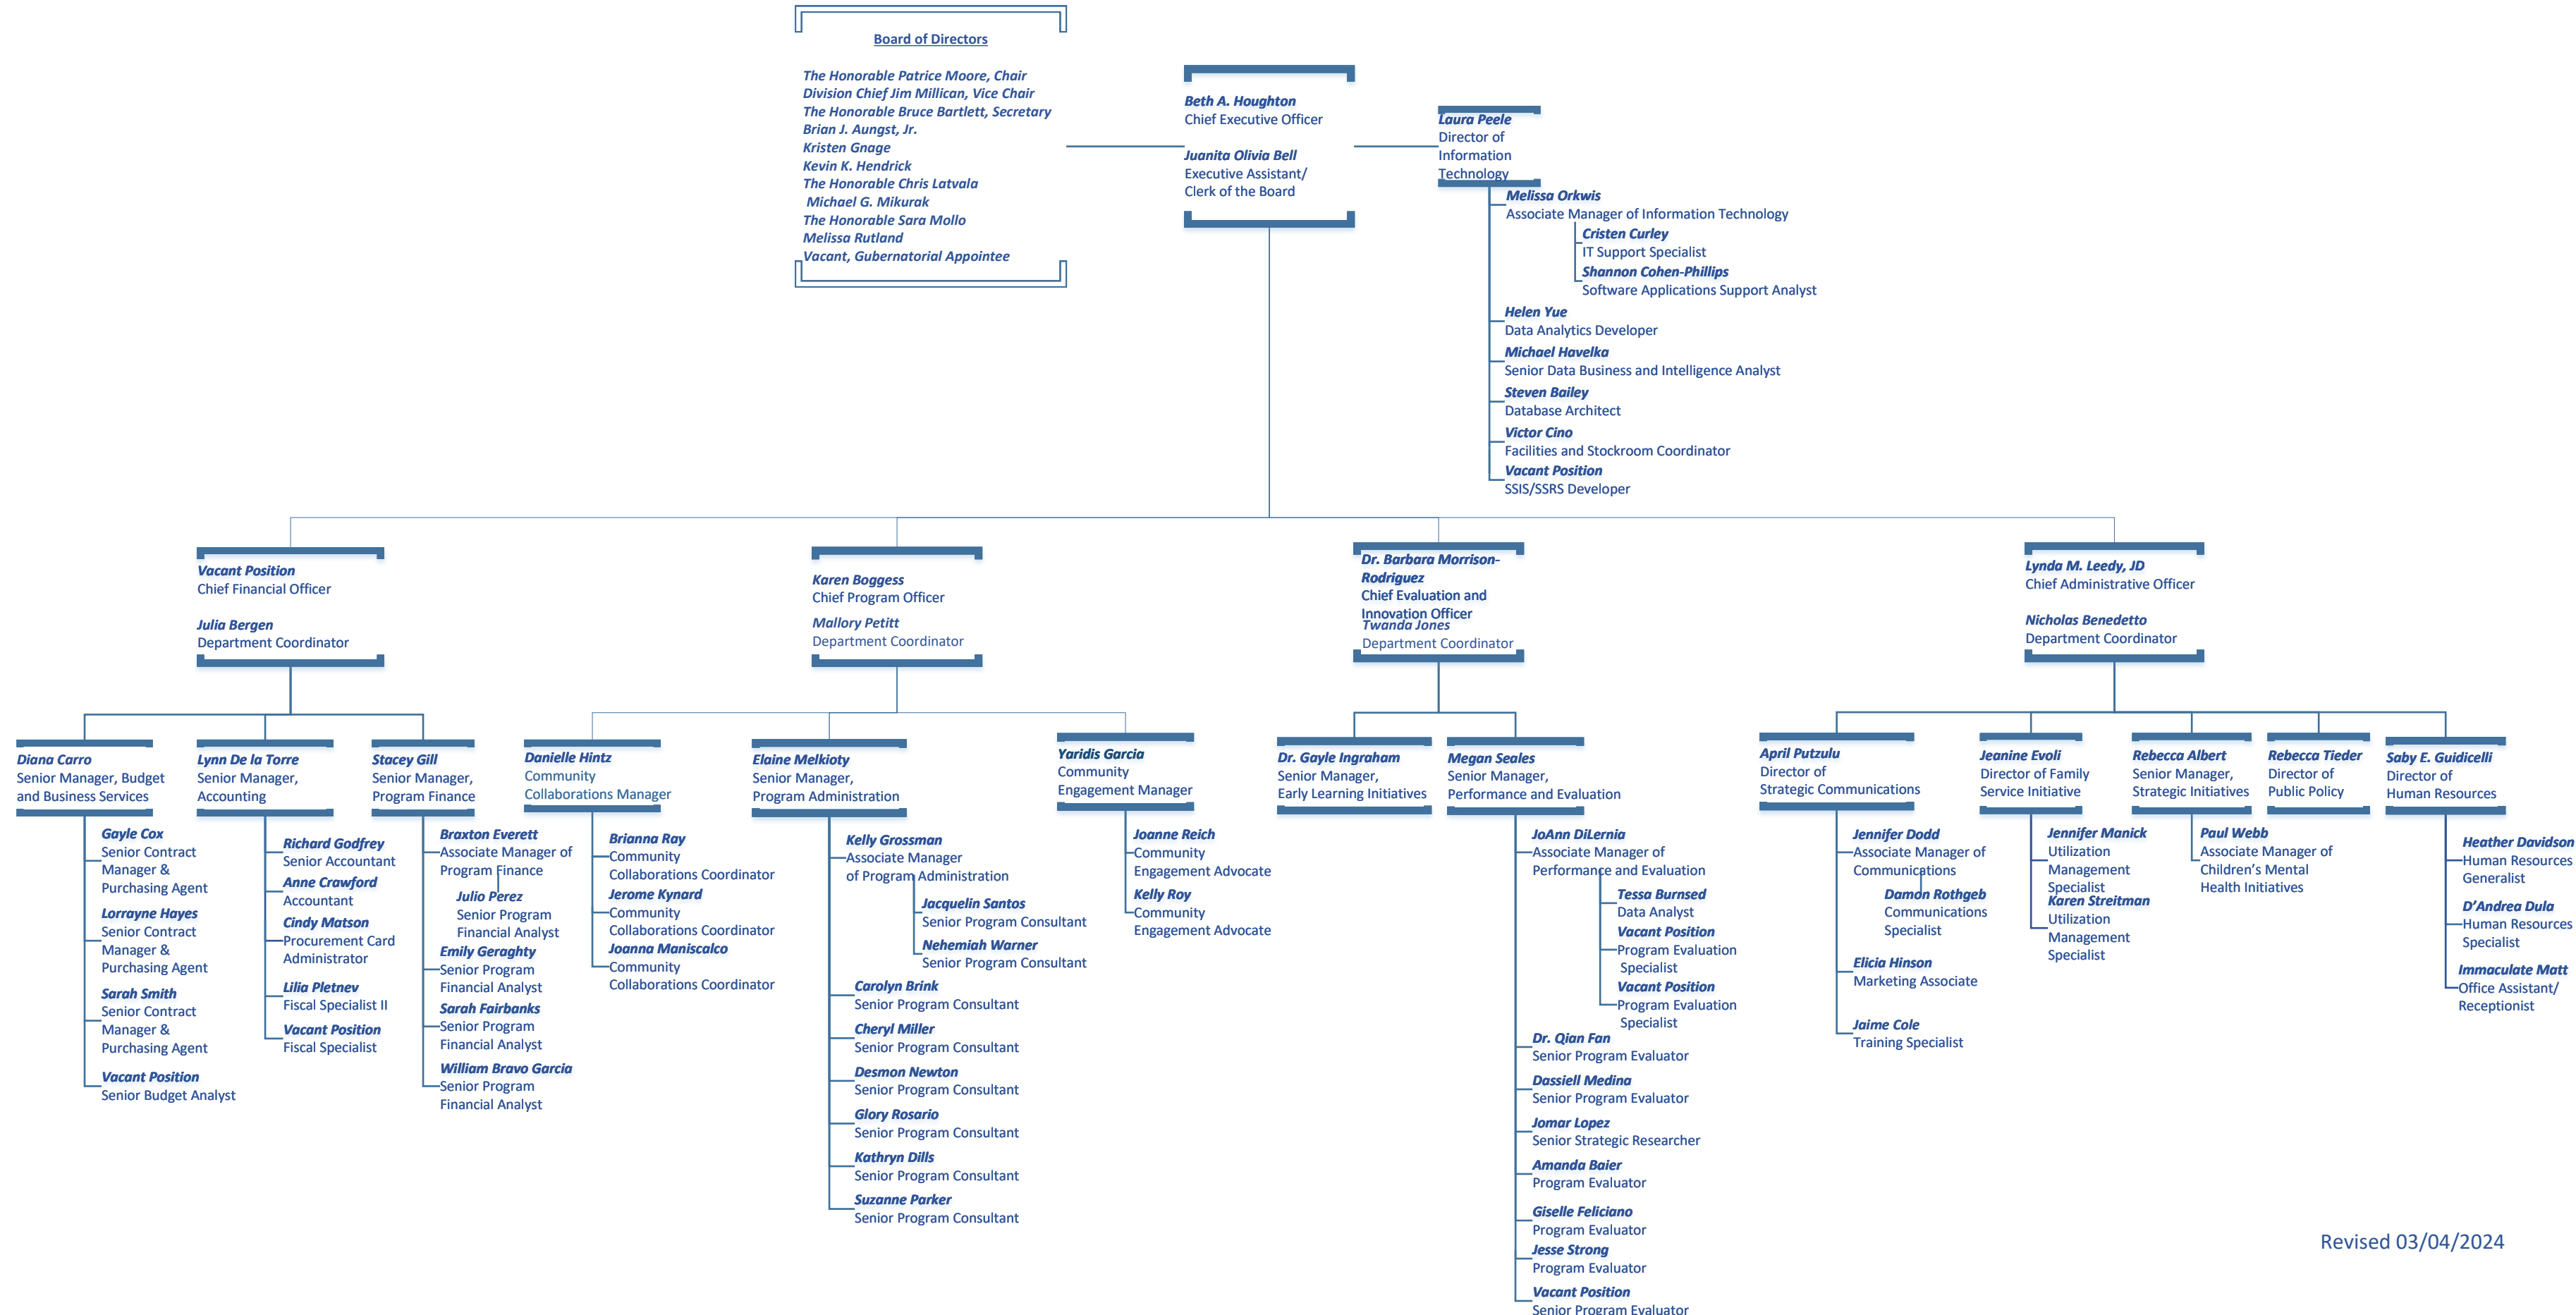 Board of Directors
The Honorable Patrice Moore, Chair
Division Chief Jim Millican, Vice Chair
The Honorable Bruce Bartlett, Secretary
Brian J. Aungst, Jr.
Kristen Gnage
Kevin K. Hendrick
The Honorable Chris Latvala
Michael G. Mikurak
The Honorable Sara Mollo
Melissa Rutland
Vacant, Gubernatorial Appointee
Beth A. Houghton
Chief Executive Officer
Juanita Olivia Bell
Executive Assistant/
Clerk of the Board
Laura Peele
Director of
Information
Technology
Melissa Orkwis
Associate Manager of Information Technology
Cristen Curley
IT Support Specialist
Shannon Cohen-Phillips
Software Applications Support Analyst
Helen Yue
Data Analytics Developer
Michael Havelka
Senior Data Business and Intelligence Analyst
Steven Bailey
Database Architect
Victor Cino
Facilities and Stockroom Coordinator
Vacant Position
SSIS/SSRS Developer
Vacant Position
Chief Financial Officer
Julia Bergen
Department Coordinator
Karen Boggess
Chief Program Officer
Mallory Petitt
Department Coordinator
Dr. Barbara Morrison-
Rodriguez
Chief Evaluation and
Innovation Officer
Twanda Jones
Department Coordinator
Lynda M. Leedy, JD
Chief Administrative Officer
Nicholas Benedetto
Department Coordinator
Diana Carro
Senior Manager, Budget
and Business Services
Gayle Cox
Senior Contract
Manager &
Purchasing Agent
Lorrayne Hayes
Senior Contract
Manager &
Purchasing Agent
Sarah Smith
Senior Contract
Manager &
Purchasing Agent
Vacant Position
Senior Budget Analyst
Lynn De la Torre
Senior Manager,
Accounting
Richard Godfrey
Senior Accountant
Anne Crawford
Accountant
Cindy Matson
Procurement Card
Administrator
Lilia Pletnev
Fiscal Specialist II
Vacant Position
Fiscal Specialist
Stacey Gill
Senior Manager,
Program Finance
Braxton Everett
Associate Manager of
Program Finance
Julio Perez
Senior Program
Financial Analyst
Emily Geraghty
Senior Program
Financial Analyst
Sarah Fairbanks
Senior Program
Financial Analyst
William Bravo Garcia
Senior Program
Financial Analyst
Danielle Hintz
Community
Collaborations Manager
Brianna Ray
Community
Collaborations Coordinator
Jerome Kynard
Community
Collaborations Coordinator
Joanna Maniscalco
Community
Collaborations Coordinator
Elaine Melkioty
Senior Manager,
Program Administration
Kelly Grossman
Associate Manager
of Program Administration
Jacquelin Santos
Senior Program Consultant
Nehemiah Warner
Senior Program Consultant
Carolyn Brink
Senior Program Consultant
Cheryl Miller
Senior Program Consultant
Desmon Newton
Senior Program Consultant
Glory Rosario
Senior Program Consultant
Kathryn Dills
Senior Program Consultant
Suzanne Parker
Senior Program Consultant
Yaridis Garcia
Community
Engagement Manager
Joanne Reich
Community
Engagement Advocate
Kelly Roy
Community
Engagement Advocate
Dr. Gayle Ingraham
Senior Manager,
Early Learning Initiatives
Megan Seales
Senior Manager,
Performance and Evaluation
JoAnn DiLernia
Associate Manager of
Performance and Evaluation
Tessa Burnsed
Data Analyst
Vacant Position
Program Evaluation
Specialist
Vacant Position
Program Evaluation
Specialist
Dr. Qian Fan
Senior Program Evaluator
Dassiell Medina
Senior Program Evaluator
Jomar Lopez
Senior Strategic Researcher
Amanda Baier
Program Evaluator
Giselle Feliciano
Program Evaluator
Jesse Strong
Program Evaluator
Vacant Position
Senior Program Evaluator
April Putzulu
Director of
Strategic Communications
Jennifer Dodd
Associate Manager of
Communications
Damon Rothgeb
Communications
Specialist
Elicia Hinson
Marketing Associate
Jaime Cole
Training Specialist
Jeanine Evoli
Director of Family
Service Initiative
Jennifer Manick
Utilization
Management
Specialist
Karen Streitman
Utilization
Management
Specialist
Rebecca Albert
Senior Manager,
Strategic Initiatives
Paul Webb
Associate Manager of
Children's Mental
Health Initiatives
Rebecca Tieder
Director of
Public Policy
Saby E. Guidicelli
Director of
Human Resources
Heather Davidson
Human Resources
Generalist
D'Andrea Dula
Human Resources
Specialist
Immaculate Matt
Office Assistant/
Receptionist
Revised 03/04/2024